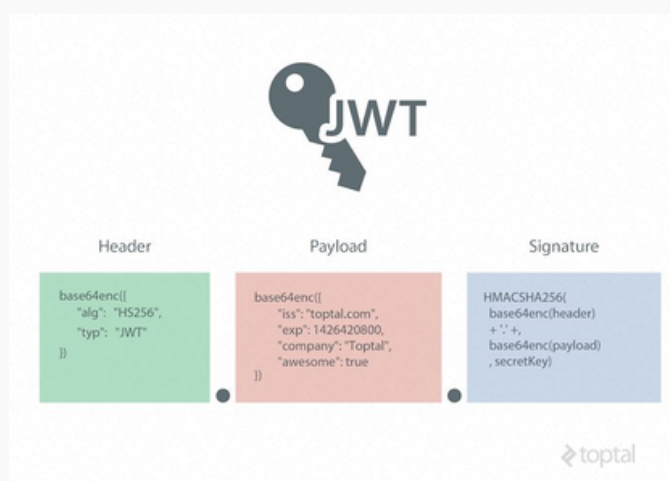 JWT
Header
Payload
Signature
base64enc({
"alg": "HS256",
"typ": "JWT"
})
base64enc({
"iss": "toptal.com",
"exp": 1426420800,
"company": "Toptal",
"awesome": true
})
HMACSHA256(
base64enc(header)
+ '.' +,
base64enc(payload)
, secretKey)
toptal